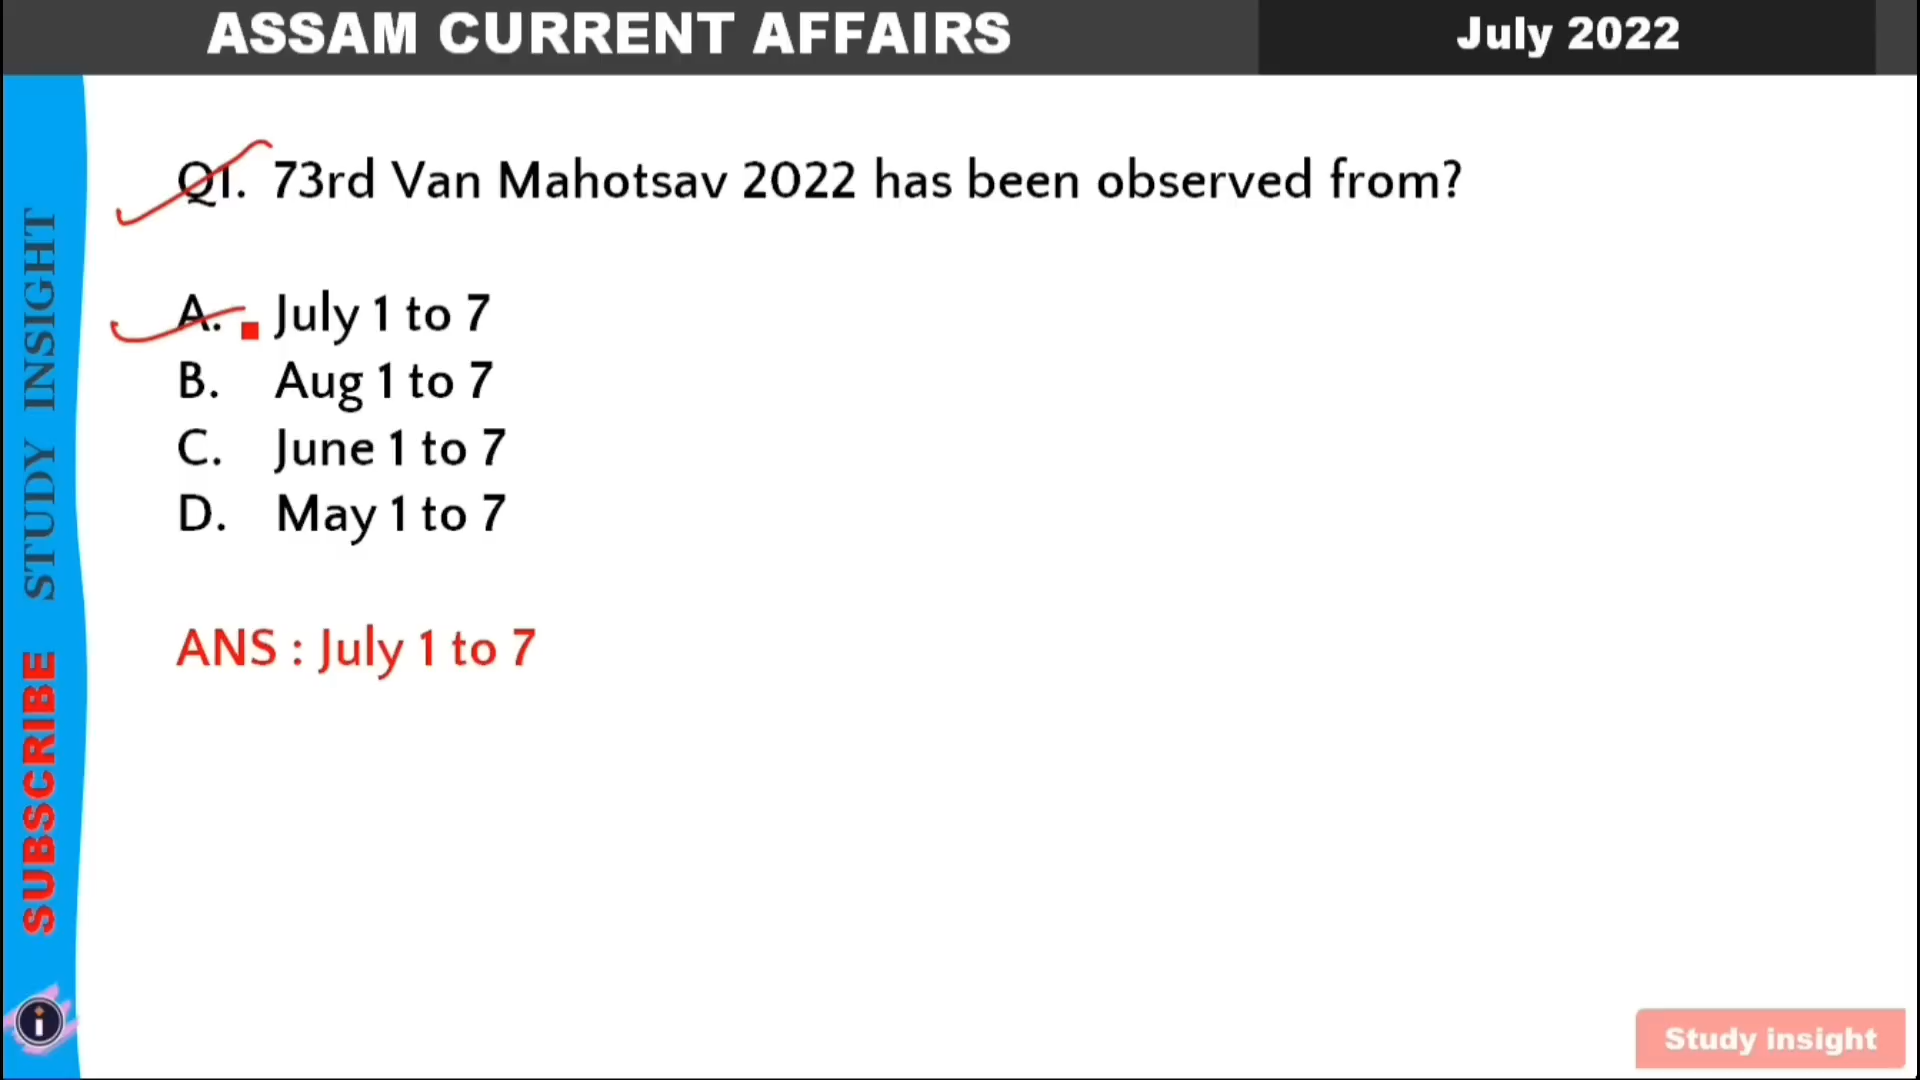 ASSAM CURRENT AFFAIRS
July 2022
Q1. 73rd Van Mahotsav 2022 has been observed from?
A. July 1 to 7
B. Aug 1 to 7
C. June 1 to 7
D. May 1 to 7
ANS : July 1 to 7
SUBSCRIBE STUDY INSIGHT
i
Study insight